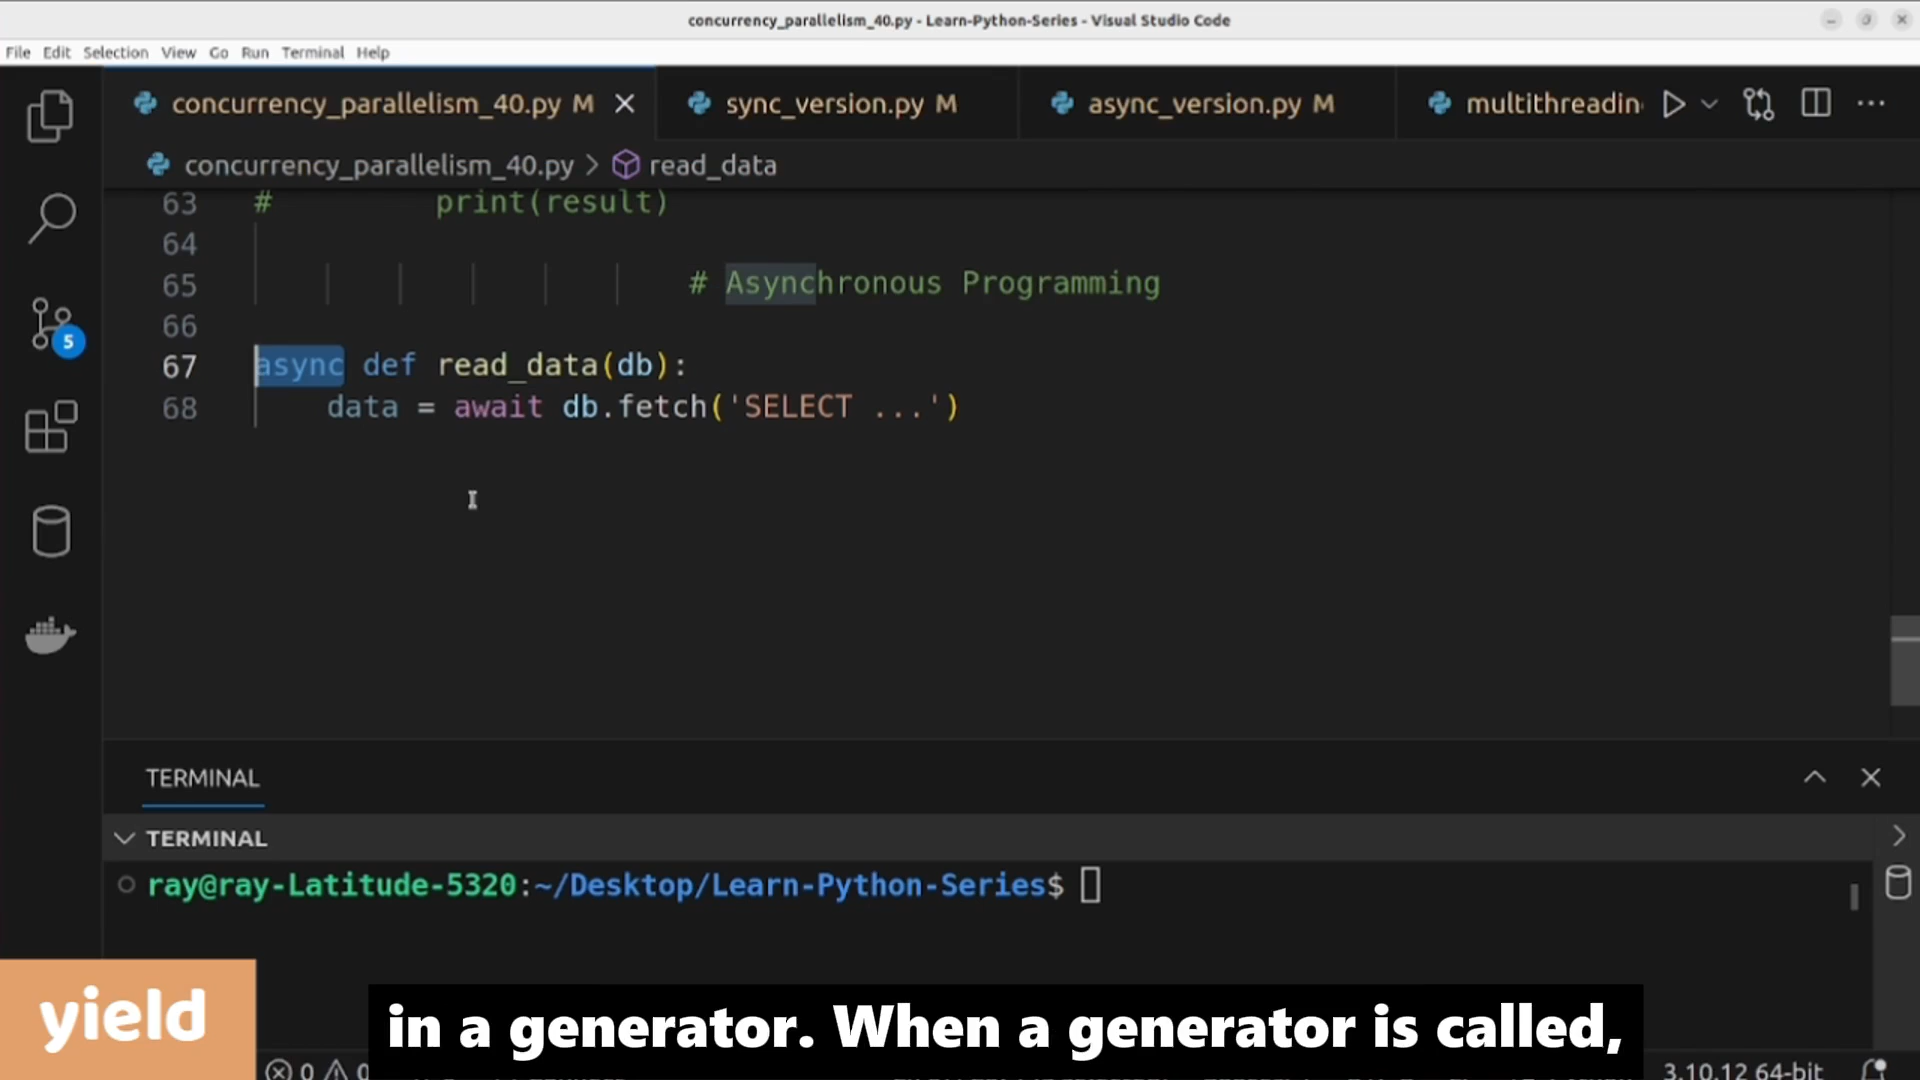 concurrency_parallelism_40.py - Learn-Python-Series - Visual Studio Code
File Edit Selection View Go Run Terminal Help
concurrency_parallelism_40.py M
sync_version.py M
async_version.py M
multithreadin
concurrency_parallelism_40.py > read_data
63 # print(result)
64
65 # Asynchronous Programming
66
67 async def read_data(db):
68 data = await db.fetch('SELECT ...')
5
TERMINAL
TERMINAL
ray@ray-Latitude-5320:~/Desktop/Learn-Python-Series$
yield
in a generator. When a generator is called,
0 0
3.10.12 64-bit